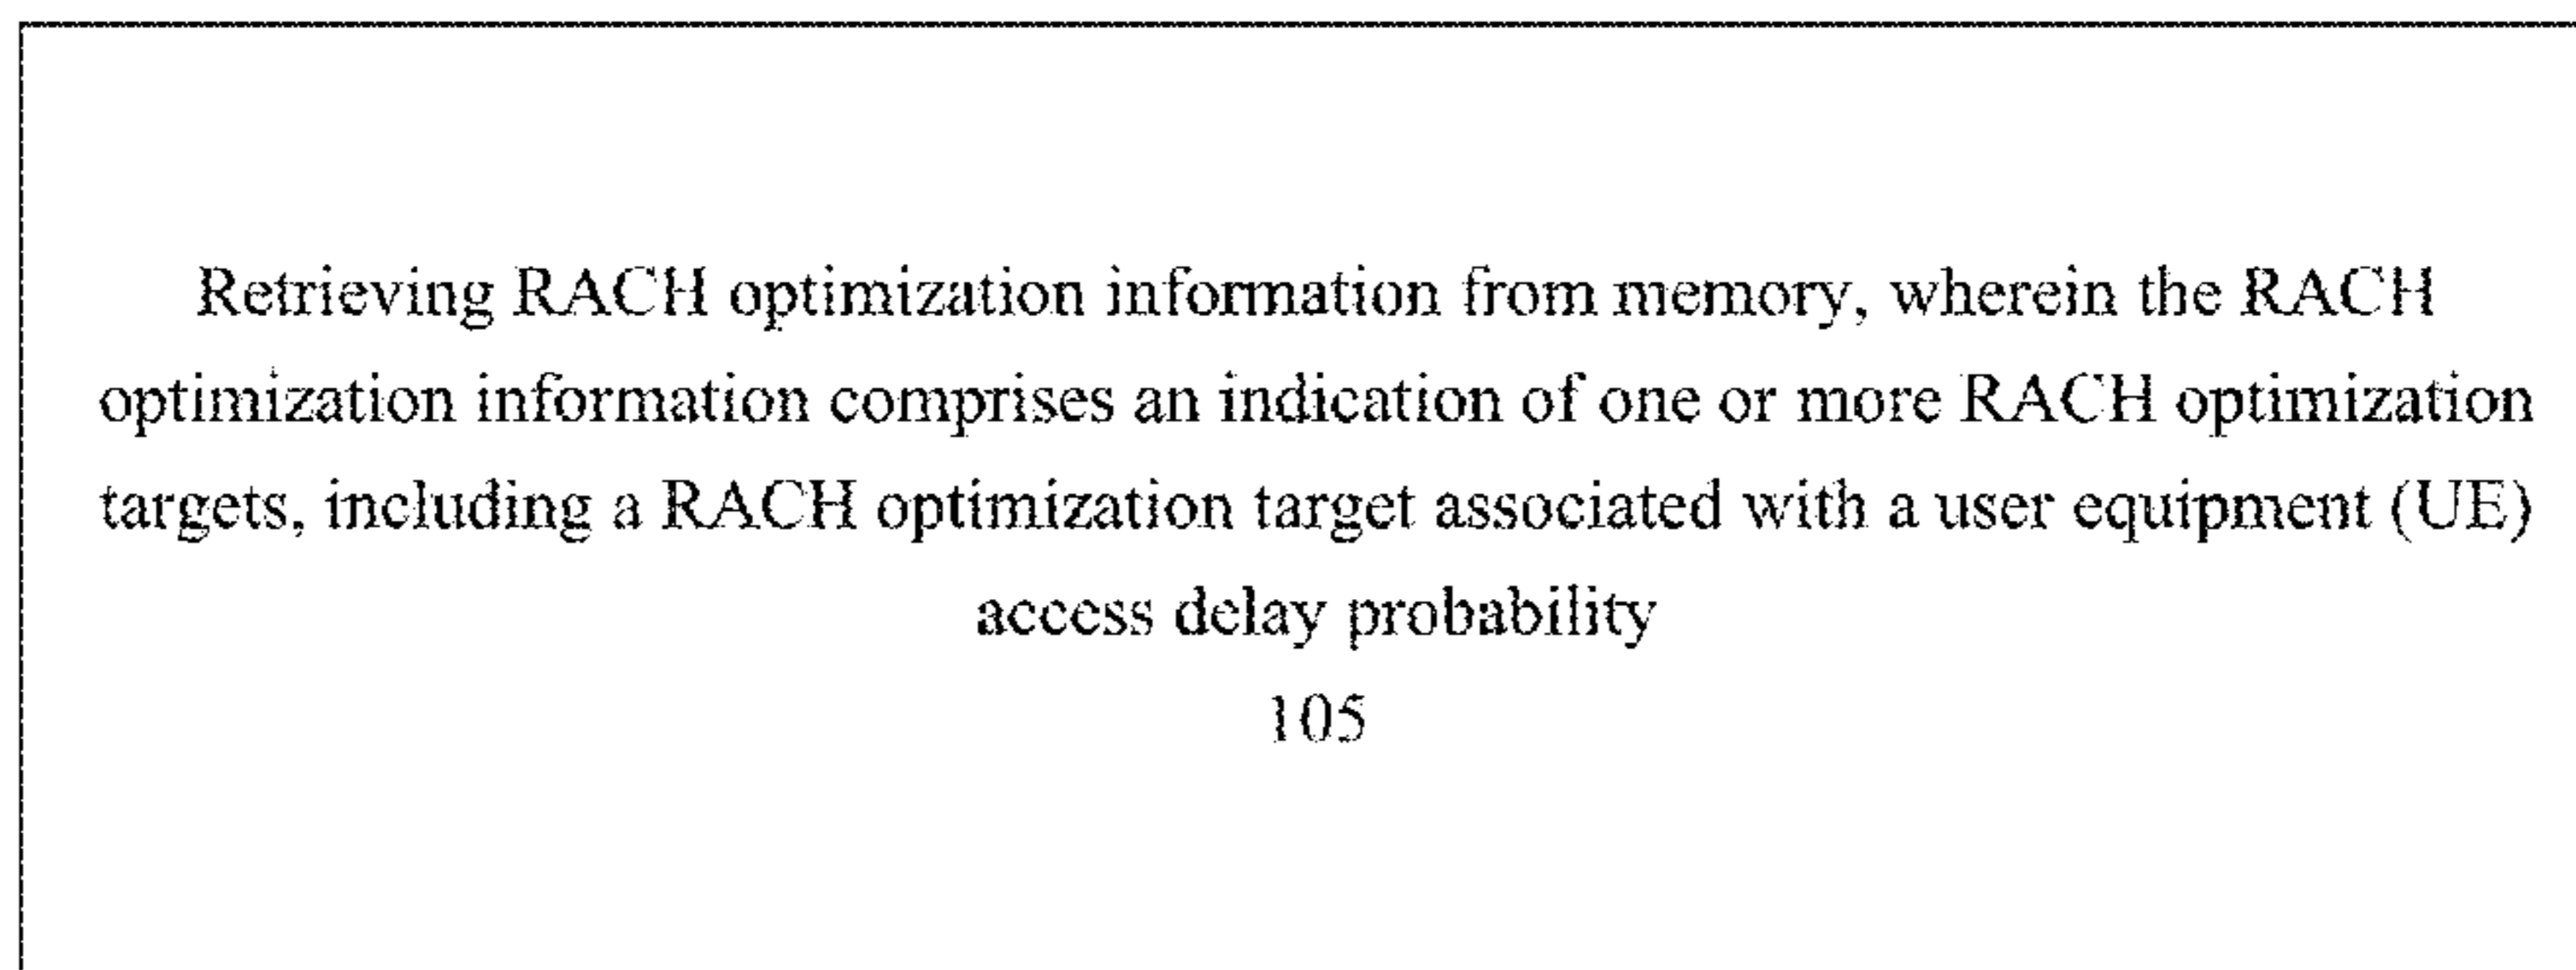 Retrieving RACH optimization information from memory, wherein the RACH
optimization information comprises an indication of one or more RACH optimization
targets, including a RACH optimization target associated with a user equipment (UE)
access delay probability
105